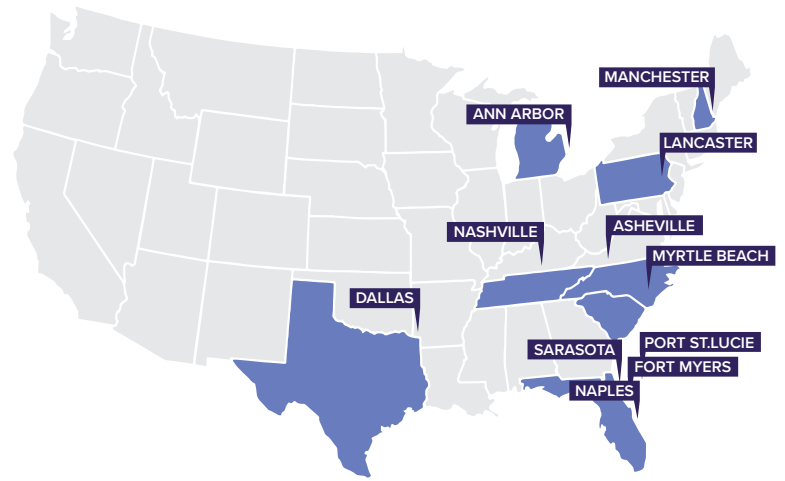 MANCHESTER
ANN ARBOR
LANCASTER
NASHVILLE
ASHEVILLE
MYRTLE BEACH
DALLAS
PORT ST.LUCIE
SARASOTA
FORT MYERS
NAPLES